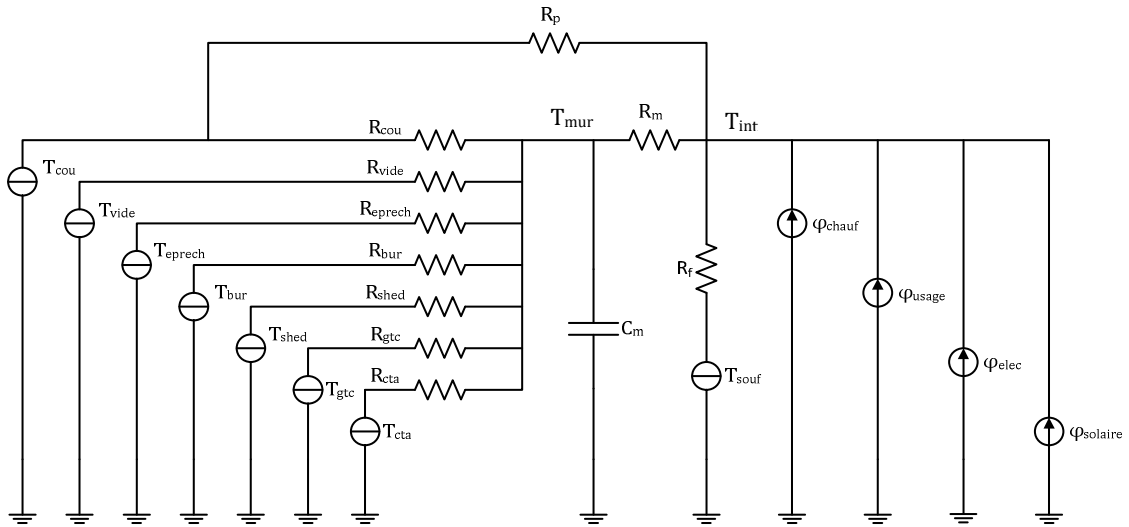 Rp
Tmur
Rm
Tint
Rcou
Tcou
Rvide
Tvide
Reprech
Teprech
Rbur
Tbur
Rshed
Tshed
Rgtc
Tgtc
Rcta
Tcta
Cm
Rf
Tsouf
φchauf
φusage
φelec
φsolaire